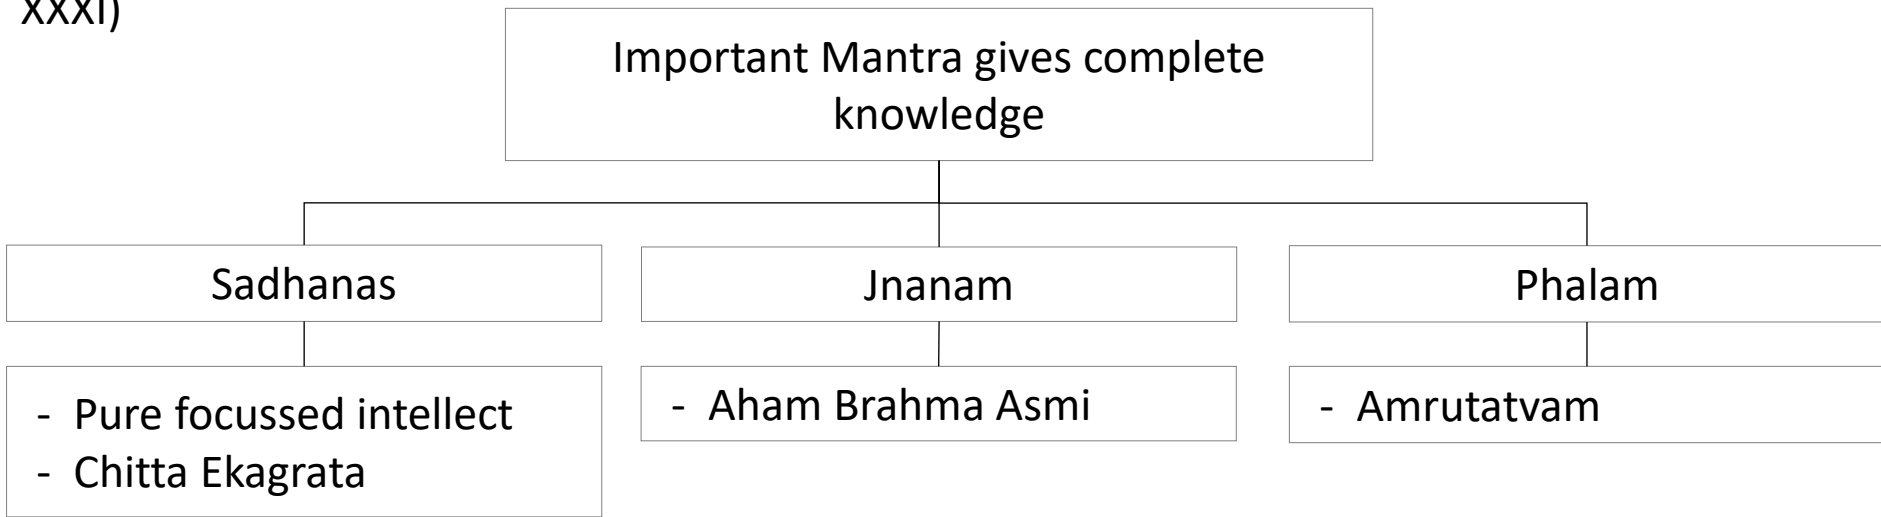 XXXI)
Important Mantra gives complete
knowledge
Sadhanas
Jnanam
Phalam
- Pure focussed intellect
- Chitta Ekagrata
- Aham Brahma Asmi
- Amrutatvam